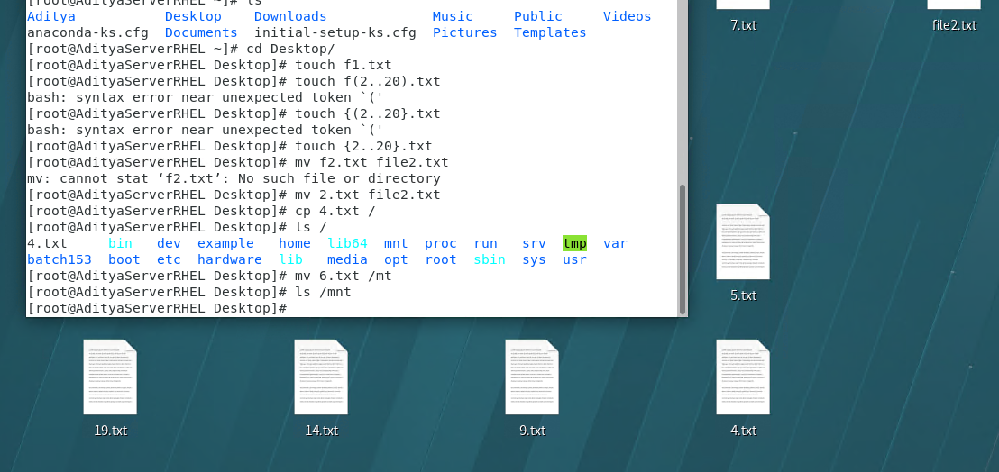 [root@AdityaServerRHEL ~]# ls
Aditya Desktop Downloads Music Public Videos
anaconda-ks.cfg Documents initial-setup-ks.cfg Pictures Templates
[root@AdityaServerRHEL ~]# cd Desktop/
[root@AdityaServerRHEL Desktop]# touch f1.txt
[root@AdityaServerRHEL Desktop]# touch f(2..20).txt
bash: syntax error near unexpected token `('
[root@AdityaServerRHEL Desktop]# touch {(2..20}.txt
bash: syntax error near unexpected token `('
[root@AdityaServerRHEL Desktop]# touch {2..20}.txt
[root@AdityaServerRHEL Desktop]# mv f2.txt file2.txt
mv: cannot stat ‘f2.txt’: No such file or directory
[root@AdityaServerRHEL Desktop]# mv 2.txt file2.txt
[root@AdityaServerRHEL Desktop]# cp 4.txt /
[root@AdityaServerRHEL Desktop]# ls /
4.txt bin dev example home lib64 mnt proc run srv tmp var
batch153 boot etc hardware lib media opt root sbin sys usr
[root@AdityaServerRHEL Desktop]# mv 6.txt /mt
[root@AdityaServerRHEL Desktop]# ls /mnt
[root@AdityaServerRHEL Desktop]#
7.txt
file2.txt
5.txt
19.txt
14.txt
9.txt
4.txt